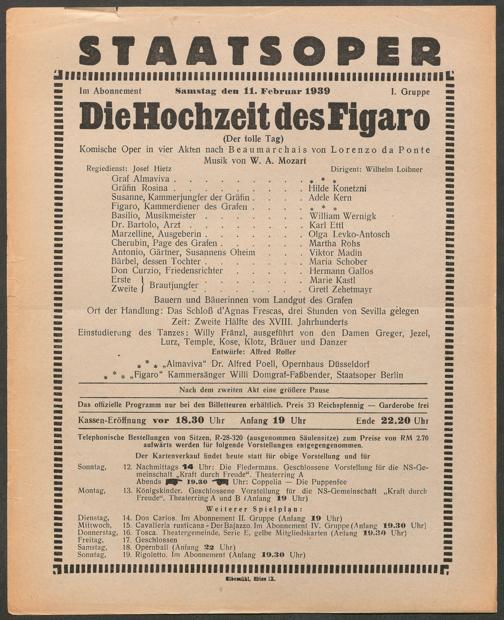 STAATSOPER
Im Abonnement Samstag den 11. Februar 1939 I. Gruppe
Die Hochzeit des Figaro
(Der tolle Tag)
Komische Oper in vier Akten nach Beaumarchais von Lorenzo da Ponte
Musik von W. A. Mozart
Regiedienst: Josef Hietz Dirigent: Wilhelm Loibner
Graf Almaviva . . . . . . . . . * * *
Gräfin Rosina . . . . . . . . . Hilde Konetzni
Susanne, Kammerjungfer der Gräfin . . . . Adele Kern
Figaro, Kammerdiener des Grafen . . . . . * * *
Basilio, Musikmeister . . . . . . . William Wernigk
Dr. Bartolo, Arzt . . . . . . . . Karl Ettl
Marzelline, Ausgeberin . . . . . . . Olga Levko-Antosch
Cherubin, Page des Grafen . . . . . . Martha Rohs
Antonio, Gärtner, Susannens Oheim . . . . Viktor Madin
Bärbel, dessen Tochter . . . . . . . Maria Schober
Don Curzio, Friedensrichter . . . . . . Hermann Gallos
Erste } Brautjunger . . . . . . . Marie Kastl
Zweite } . . . . . . . Gretl Zehetmayr
Bauern und Bäuerinnen vom Landgut des Grafen
Ort der Handlung: Das Schloß d'Agnas Frescas, drei Stunden von Sevilla gelegen
Zeit: Zweite Hälfte des XVIII. Jahrhunderts
Einstudierung des Tanzes: Willy Fränzl, ausgeführt von den Damen Greger, Jezel,
Lurz, Temple, Kose, Klotz, Bräuer und Danzer
Entwürfe: Alfred Roller
* * * „Almaviva" Dr. Alfred Poell, Opernhaus Düsseldorf
* * * „Figaro" Kammersänger Willi Domgraf-Faßbender, Staatsoper Berlin
Nach dem zweiten Akt eine größere Pause
Das offizielle Programm nur bei den Billetteuren erhältlich. Preis 33 Reichspfennig — Garderobe frei
Kassen-Eröffnung vor 18.30 Uhr Anfang 19 Uhr Ende 22.20 Uhr
Telephonische Bestellungen von Sitzen, R-28-320 (ausgenommen Säulensitze) zum Preise von RM 2.70
aufwärts werden für folgende Vorstellungen entgegengenommen.
Der Kartenverkauf findet heute statt für obige Vorstellung und für
Sonntag, 12. Nachmittags 14 Uhr: Die Fledermaus. Geschlossene Vorstellung für die NS-Ge-
meinschaft „Kraft durch Freude". Theaterring A
Abends 19.30 Uhr: Coppelia — Die Puppenfee
Montag, 13. Königskinder. Geschlossene Vorstellung für die NS-Gemeinschaft „Kraft durch
Freude". Theaterring A und B (Anfang 19 Uhr)
Weiterer Spielplan:
Dienstag, 14. Don Carlos. Im Abonnement II. Gruppe (Anfang 19 Uhr)
Mittwoch, 15. Cavalleria rusticana - Der Bajazzo. Im Abonnement IV. Gruppe (Anfang 19.30 Uhr)
Donnerstag, 16. Tosca. Theatergemeinde, Serie E, gelbe Mitgliedskarten (Anfang 19.30 Uhr)
Freitag, 17. Geschlossen
Samstag, 18. Opernball (Anfang 22 Uhr)
Sonntag, 19. Rigoletto. Im Abonnement (Anfang 19.30 Uhr)
Elbemühl, Wien IX.